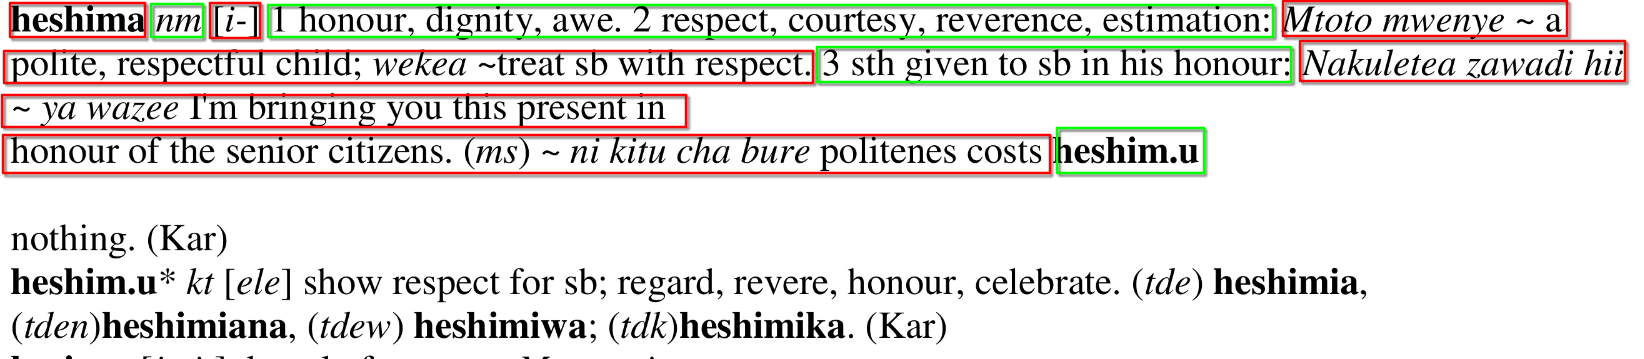 heshima nm [i-] 1 honour, dignity, awe. 2 respect, courtesy, reverence, estimation: Mtoto mwenye ~ a
polite, respectful child; wekea ~treat sb with respect. 3 sth given to sb in his honour: Nakuletea zawadi hii
~ ya wazee I'm bringing you this present in
honour of the senior citizens. (ms) ~ ni kitu cha bure politenes costs heshim.u
nothing. (Kar)
heshim.u* kt [ele] show respect for sb; regard, revere, honour, celebrate. (tde) heshimia,
(tden)heshimiana, (tdew) heshimiwa; (tdk)heshimika. (Kar)